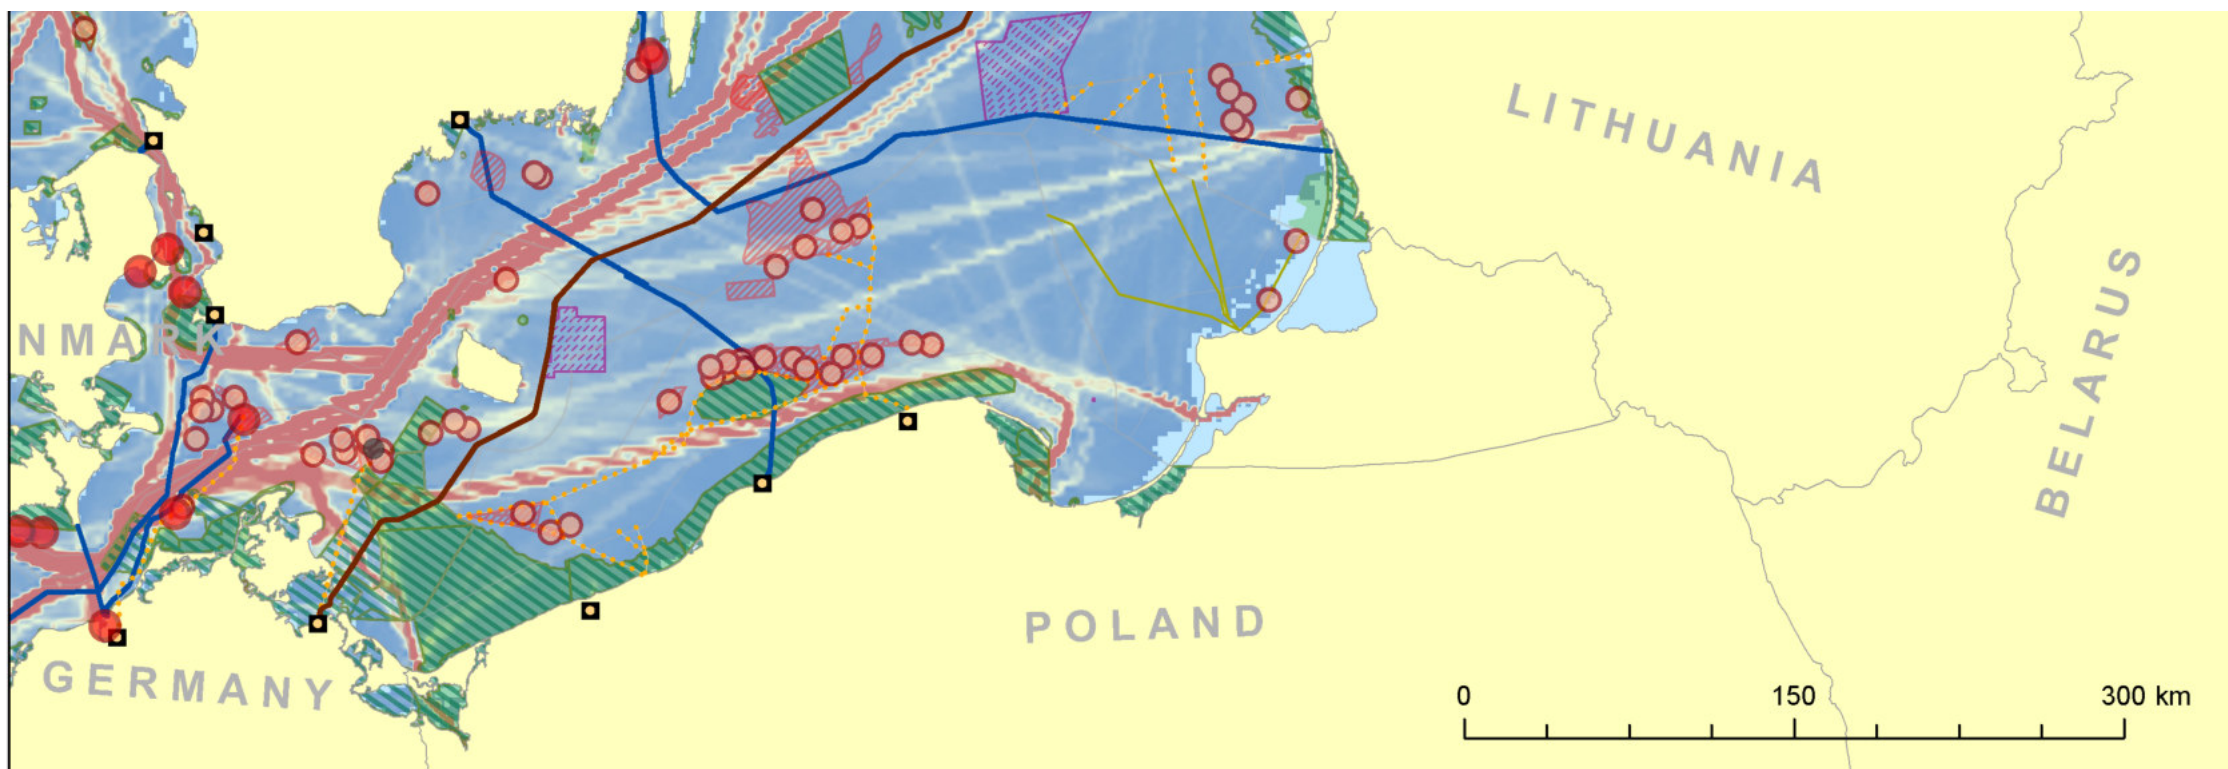 LITHUANIA
BELARUS
NMARK
POLAND
GERMANY
0 150 300 km